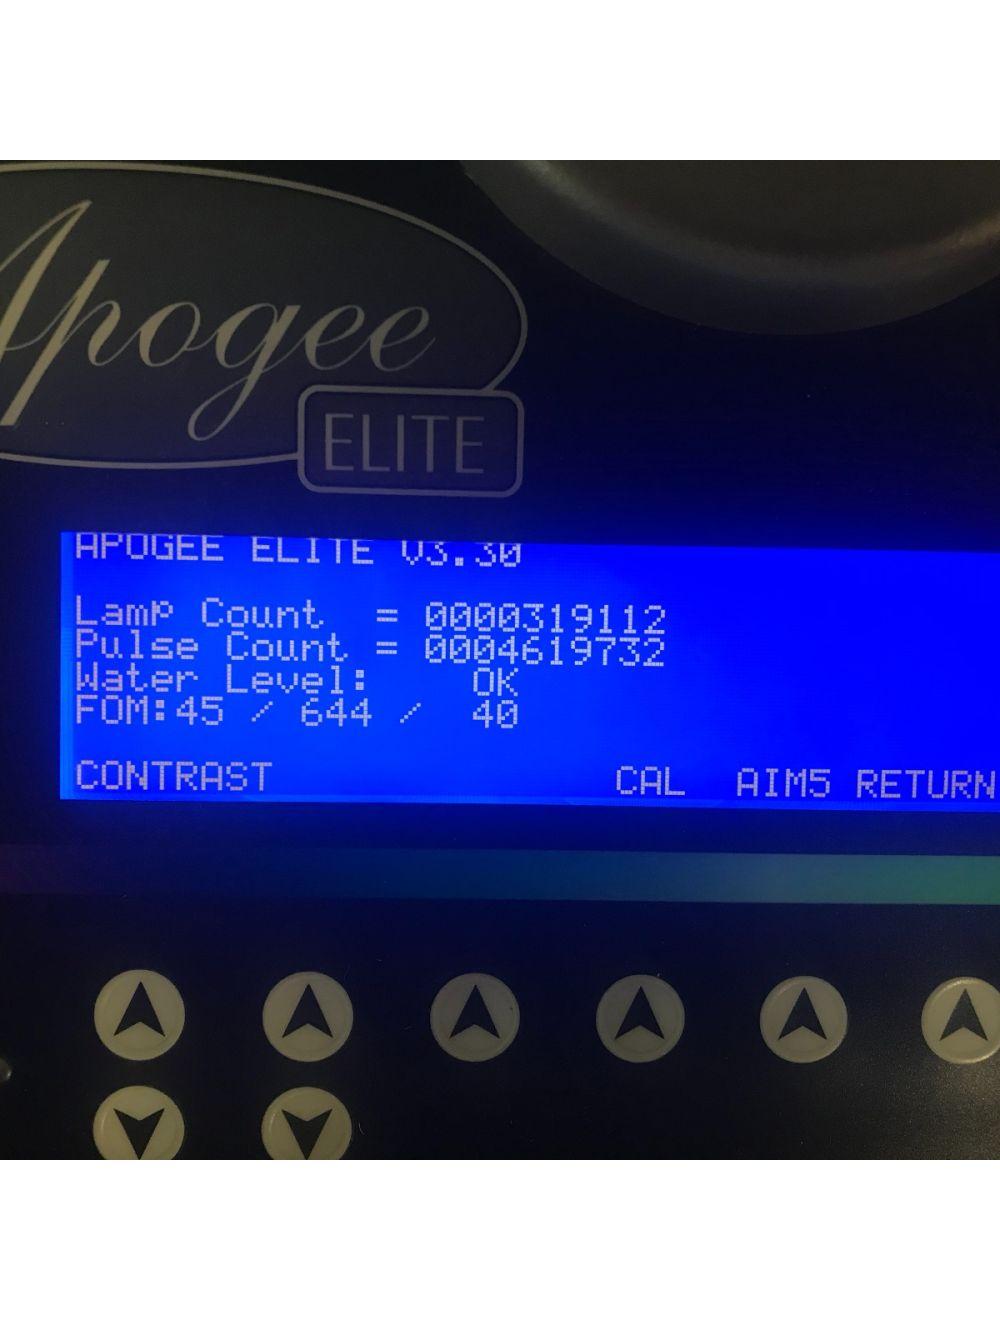 Apogee
ELITE
APOGEE ELITE V3.30
Lamp Count = 0000319112
Pulse Count = 0004619732
Water Level: OK
FOM:45 / 644 / 40
CONTRAST CAL AIM5 RETURN